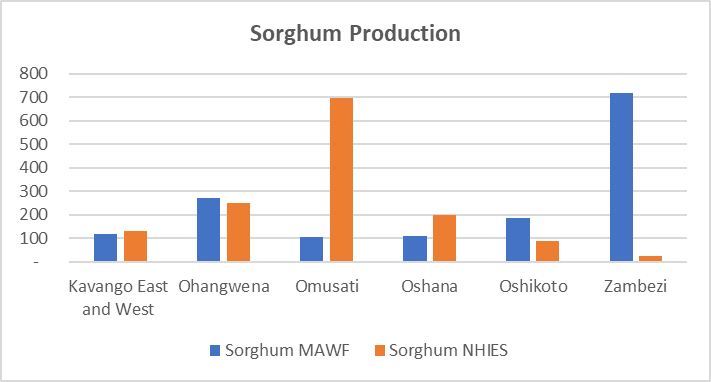 Sorghum Production
800
700
600
500
400
300
200
100
-
Kavango East Ohangwena Omusati Oshana Oshikoto Zambezi
and West
Sorghum MAWF Sorghum NHIES